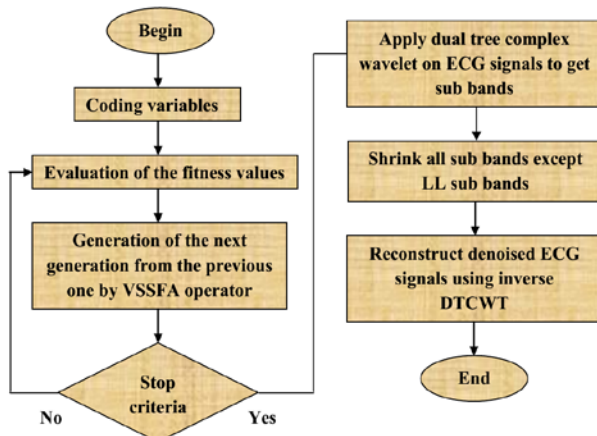 Begin
Coding variables
Evaluation of the fitness values
Generation of the next
generation from the previous
one by VSSFA operator
Stop
criteria
No
Yes
Apply dual tree complex
wavelet on ECG signals to get
sub bands
Shrink all sub bands except
LL sub bands
Reconstruct denoised ECG
signals using inverse
DTCWT
End